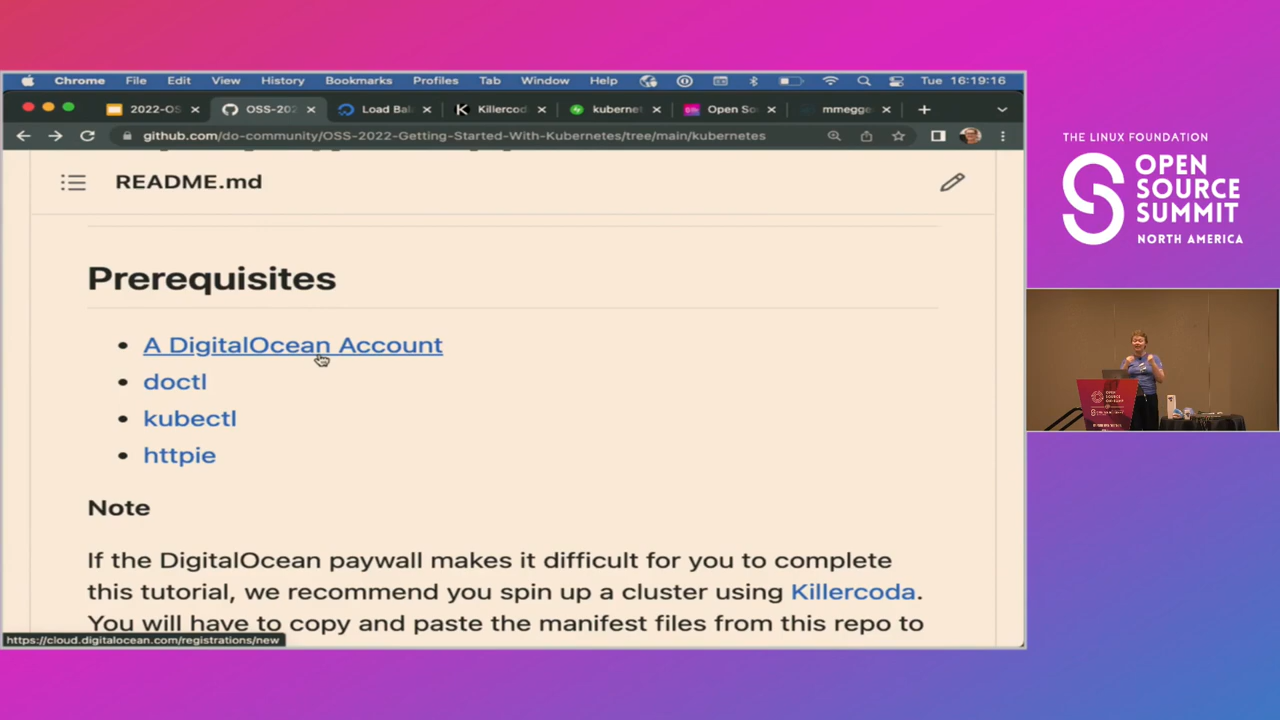 Chrome File Edit View History Bookmarks Profiles Tab Window Help Tue 16:19:16
2022-OS OSS-202 Load Bal Killercod kubernet Open So mmegge
github.com/do-community/OSS-2022-Getting-Started-With-Kubernetes/tree/main/kubernetes
README.md
Prerequisites
A DigitalOcean Account
doctl
kubectl
httpie
Note
If the DigitalOcean paywall makes it difficult for you to complete
this tutorial, we recommend you spin up a cluster using Killercoda.
You will have to copy and paste the manifest files from this repo to
https://cloud.digitalocean.com/registrations/new
THE LINUX FOUNDATION
OPEN
SOURCE
SUMMIT
NORTH AMERICA